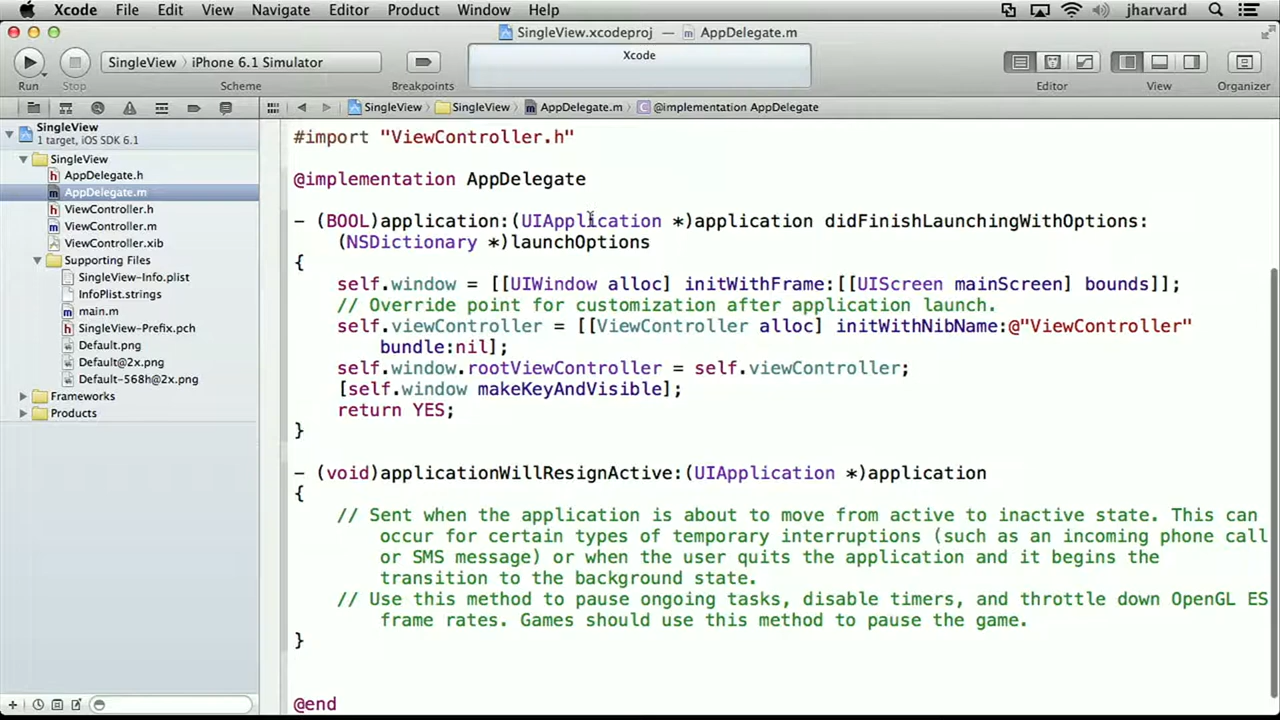 Xcode File Edit View Navigate Editor Product Window Help jharvard
SingleView.xcodeproj — AppDelegate.m
SingleView iPhone 6.1 Simulator Xcode
Run Stop Scheme Breakpoints Editor View Organizer
SingleView SingleView AppDelegate.m @implementation AppDelegate
SingleView
1 target, iOS SDK 6.1
SingleView
AppDelegate.h
AppDelegate.m
ViewController.h
ViewController.m
ViewController.xib
Supporting Files
SingleView-Info.plist
InfoPlist.strings
main.m
SingleView-Prefix.pch
Default.png
Default@2x.png
Default-568h@2x.png
Frameworks
Products
#import "ViewController.h"
@implementation AppDelegate
- (BOOL)application:(UIApplication *)application didFinishLaunchingWithOptions:
(NSDictionary *)launchOptions
{
self.window = [[UIWindow alloc] initWithFrame:[[UIScreen mainScreen] bounds]];
// Override point for customization after application launch.
self.viewController = [[ViewController alloc] initWithNibName:@"ViewController"
bundle:nil];
self.window.rootViewController = self.viewController;
[self.window makeKeyAndVisible];
return YES;
}
- (void)applicationWillResignActive:(UIApplication *)application
{
// Sent when the application is about to move from active to inactive state. This can
occur for certain types of temporary interruptions (such as an incoming phone call
or SMS message) or when the user quits the application and it begins the
transition to the background state.
// Use this method to pause ongoing tasks, disable timers, and throttle down OpenGL ES
frame rates. Games should use this method to pause the game.
}
@end